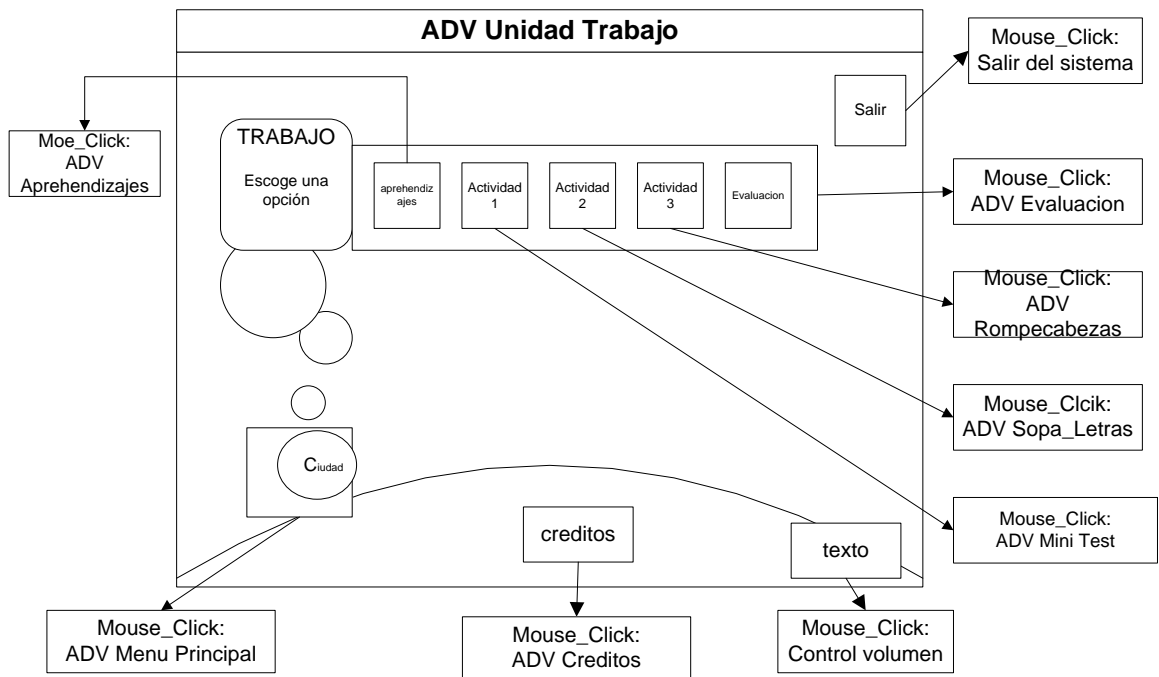 ADV Unidad Trabajo
Mouse_Click:
Salir del sistema
Salir
Moe_Click:
ADV
Aprehendizajes
TRABAJO
Escoge una
opción
aprehendiz
ajes
Actividad
1
Actividad
2
Actividad
3
Evaluacion
Mouse_Click:
ADV Evaluacion
Mouse_Click:
ADV
Rompecabezas
Mouse_Clcik:
ADV Sopa_Letras
Ciudad
Mouse_Click:
ADV Mini Test
creditos
texto
Mouse_Click:
ADV Menu Principal
Mouse_Click:
ADV Creditos
Mouse_Click:
Control volumen